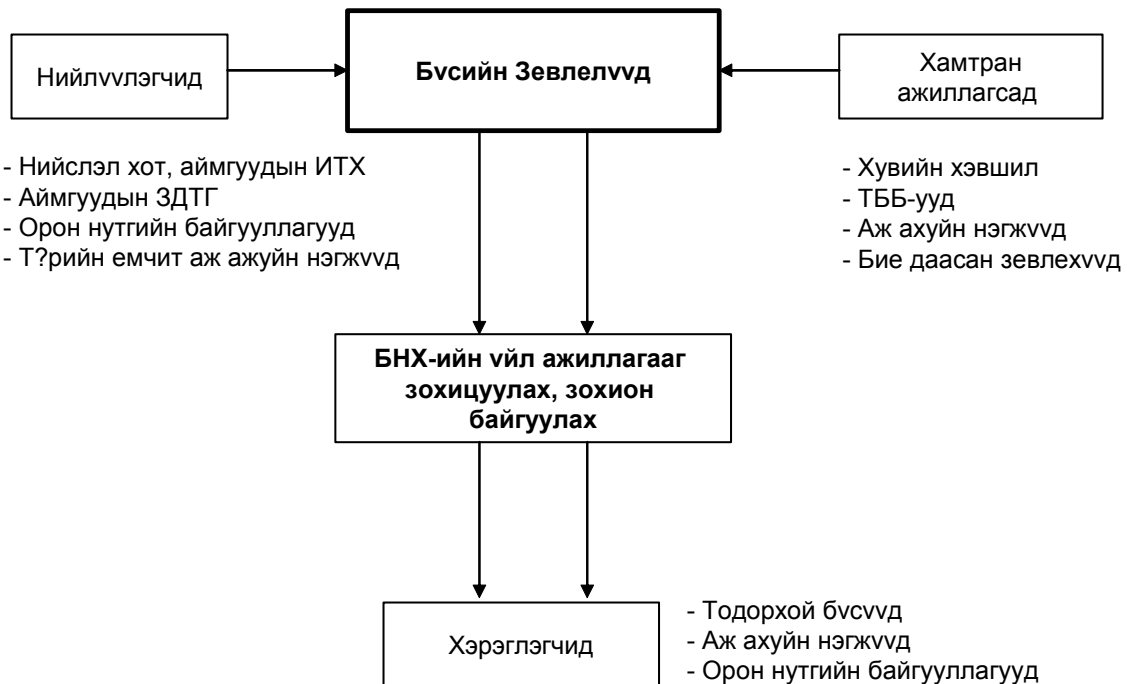 Нийлvvлэгчид
Бvсийн Зевлелvvд
Хамтран
ажиллагсад
- Нийслэл хот, аймгуудын ИТХ
- Аймгуудын ЗДТГ
- Орон нутгийн байгууллагууд
- Т?рийн емчит аж ажуйн нэгжvvд
- Хувийн хэвшил
- ТББ-ууд
- Аж ахуйн нэгжvvд
- Бие даасан зевлехvvд
БНХ-ийн vйл ажиллагааг
зохицуулах, зохион
байгуулах
Хэрэглэгчид
- Тодорхой бvсvvд
- Аж ахуйн нэгжvvд
- Орон нутгийн байгууллагууд